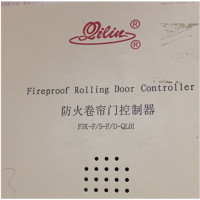 Qilin®
®
Fireproof Rolling Door Controller
防火卷帘门控制器
FJK-F/S-F/D-QL01